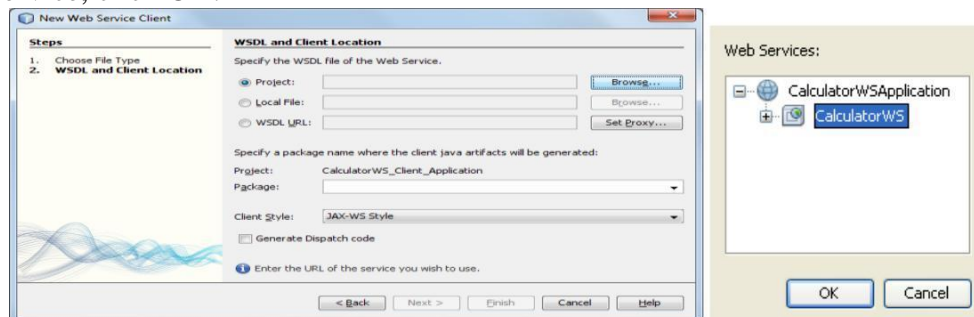 New Web Service Client
Steps
1. Choose File Type
2. WSDL and Client Location
WSDL and Client Location
Specify the WSDL file of the Web Service.
Project:
Browse...
Local File:
Browse...
WSDL URL:
Set Proxy...
Specify a package name where the client java artifacts will be generated:
Project: CalculatorWS_Client_Application
Package:
Client Style: JAX-WS Style
Generate Dispatch code
Enter the URL of the service you wish to use.
< Back Next > Finish Cancel Help
Web Services:
CalculatorWSApplication
CalculatorWS
OK Cancel